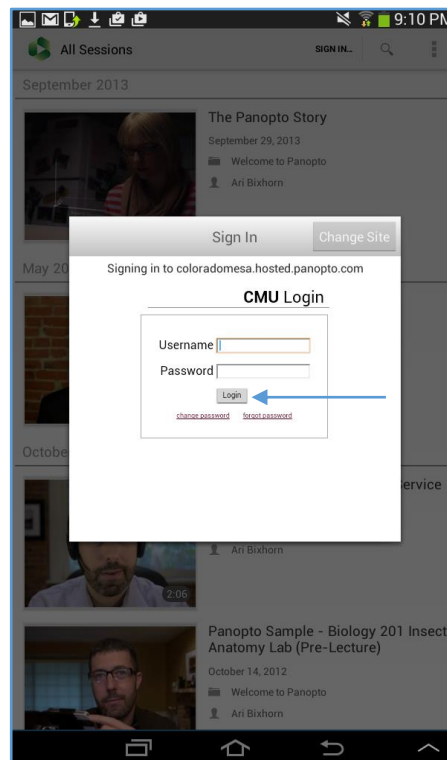 9:10 PM
All Sessions
SIGN IN...
September 2013
The Panopto Story
September 29, 2013
Welcome to Panopto
Ari Bixhorn
Sign In
Change Site
Signing in to coloradomesa.hosted.panopto.com
CMU Login
Username
Password
Login
change password forgot password
May 20
Octobe
ervice
Ari Bixhorn
2:06
Panopto Sample - Biology 201 Insect
Anatomy Lab (Pre-Lecture)
October 14, 2012
Welcome to Panopto
Ari Bixhorn